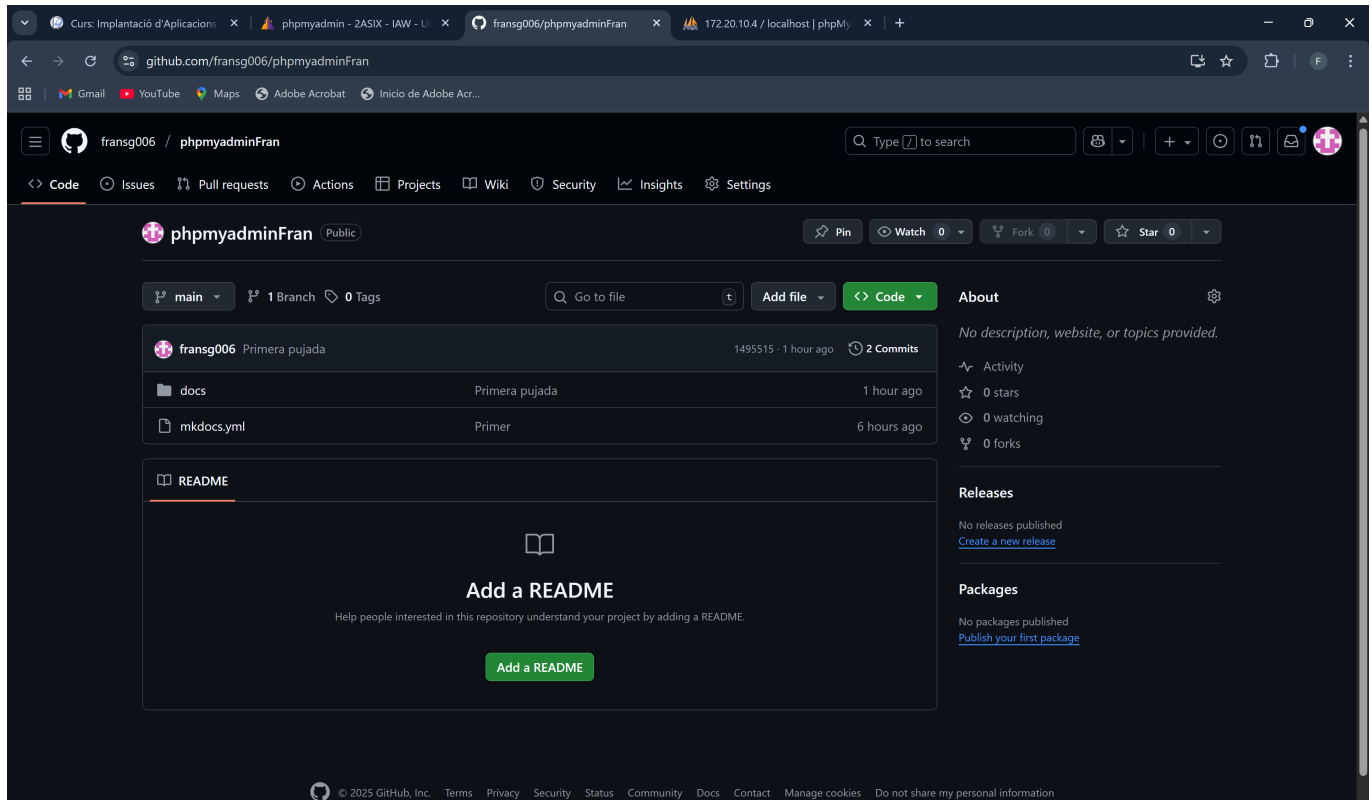 Curs: Implantació d'Aplicacions
phpmyadmin - 2ASIX - IAW - U
fransg006/phpmyadminFran
172.20.10.4 / localhost | phpMy
github.com/fransg006/phpmyadminFran
F
Gmail
YouTube
Maps
Adobe Acrobat
Inicio de Adobe Acr...
fransg006 / phpmyadminFran
Type / to search
Code
Issues
Pull requests
Actions
Projects
Wiki
Security
Insights
Settings
phpmyadminFran Public
Pin
Watch 0
Fork 0
Star 0
main
1 Branch
0 Tags
Go to file t
Add file
<> Code
fransg006 Primera pujada 1495515 · 1 hour ago 2 Commits
docs Primera pujada 1 hour ago
mkdocs.yml Primer 6 hours ago
README
Add a README
Help people interested in this repository understand your project by adding a README.
Add a README
About
No description, website, or topics provided.
Activity
0 stars
0 watching
0 forks
Releases
No releases published
Create a new release
Packages
No packages published
Publish your first package
© 2025 GitHub, Inc. Terms Privacy Security Status Community Docs Contact Manage cookies Do not share my personal information